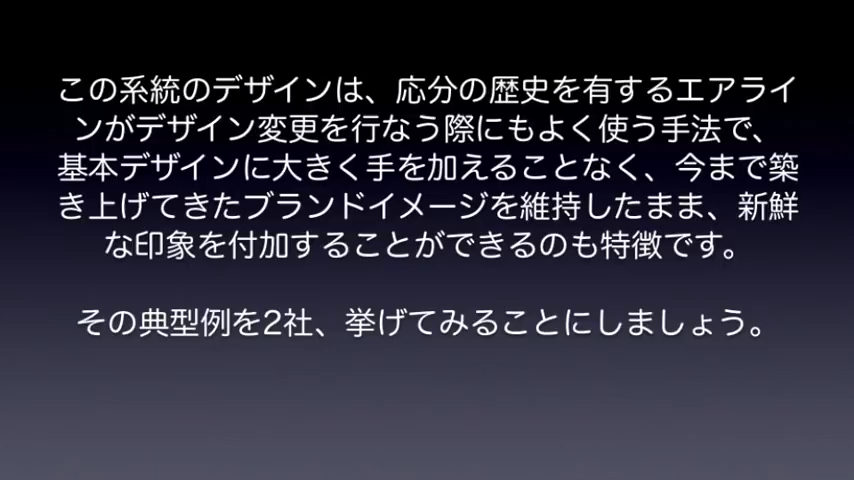 この系統のデザインは、応分の歴史を有するエアライ
ンがデザイン変更を行なう際にもよく使う手法で、
基本デザインに大きく手を加えることなく、今まで築
き上げてきたブランドイメージを維持したまま、新鮮
な印象を付加することができるのも特徴です。
その典型例を2社、挙げてみることにしましょう。